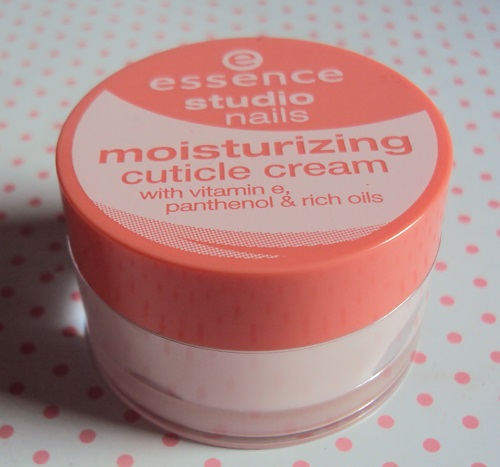 essence
studio
nails
moisturizing
cuticle cream
with vitamin e,
panthenol & rich oils